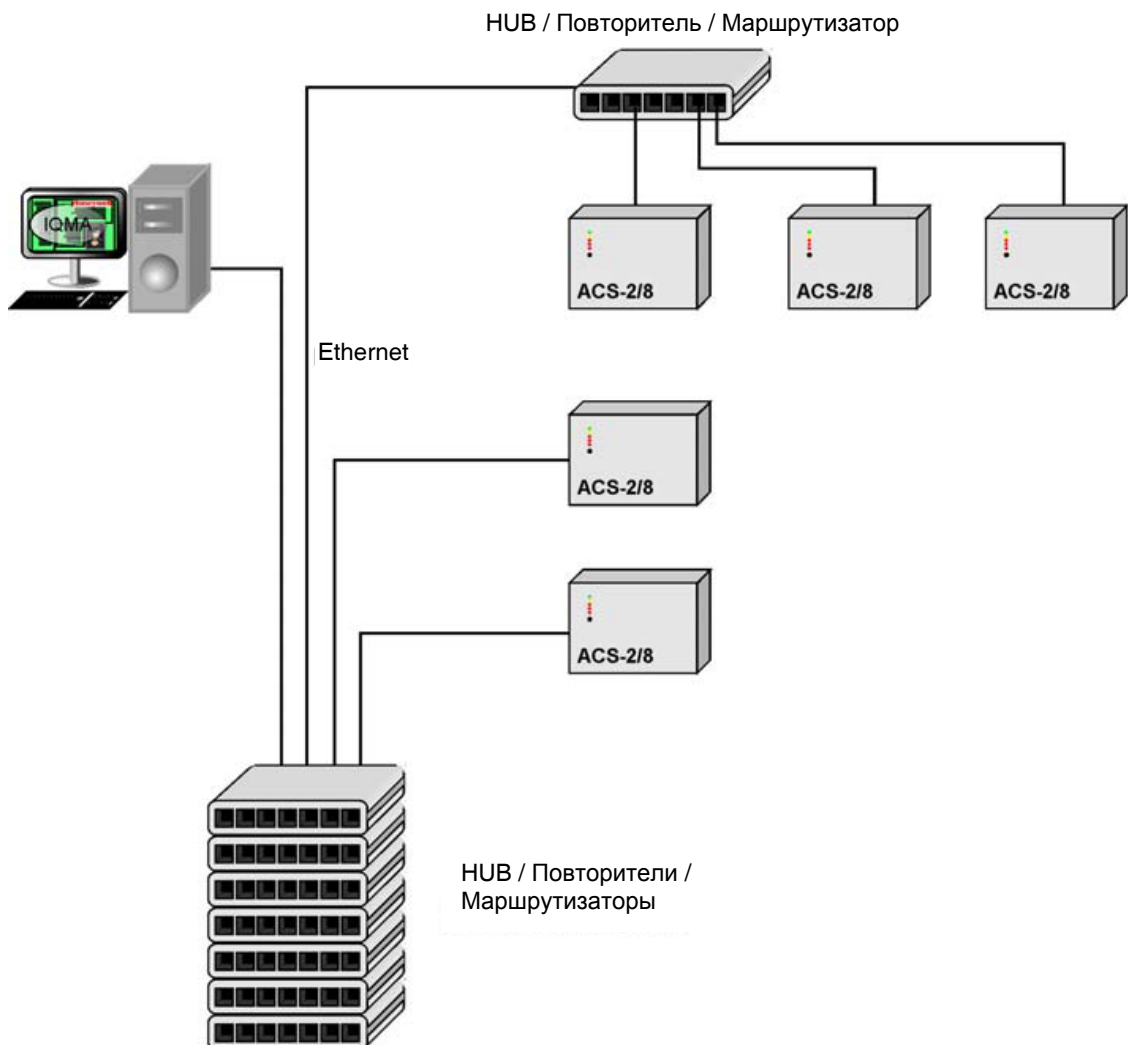 HUB / Повторитель / Маршрутизатор
Honeywell
IQMA
ACS-2/8
ACS-2/8
ACS-2/8
Ethernet
ACS-2/8
ACS-2/8
HUB / Повторители /
Маршрутизаторы